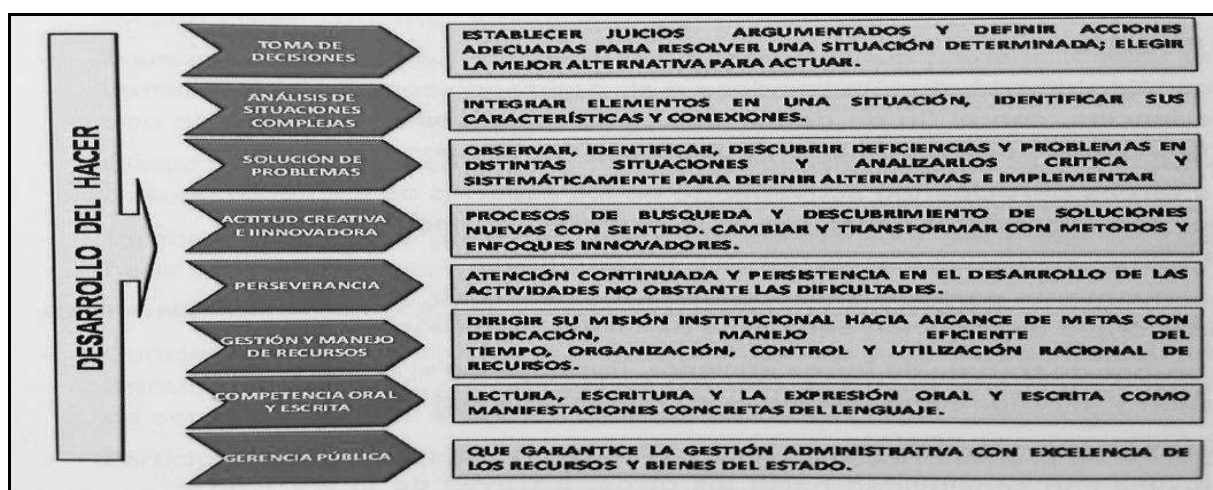 DESARROLLO DEL HACER
TOMA DE
DECISIONES
ESTABLECER JUICIOS ARGUMENTADOS Y DEFINIR ACCIONES
ADECUADAS PARA RESOLVER UNA SITUACIÓN DETERMINADA; ELEGIR
LA MEJOR ALTERNATIVA PARA ACTUAR.
ANÁLISIS DE
SITUACIONES
COMPLEJAS
INTEGRAR ELEMENTOS EN UNA SITUACIÓN, IDENTIFICAR SUS
CARACTERÍSTICAS Y CONEXIONES.
SOLUCIÓN DE
PROBLEMAS
OBSERVAR, IDENTIFICAR, DESCUBRIR DEFICIENCIAS Y PROBLEMAS EN
DISTINTAS SITUACIONES Y ANALIZARLOS CRITICA Y
SISTEMÁTICAMENTE PARA DEFINIR ALTERNATIVAS E IMPLEMENTAR
ACTITUD CREATIVA
E IINNOVADORA
PROCESOS DE BUSQUEDA Y DESCUBRIMIENTO DE SOLUCIONES
NUEVAS CON SENTIDO. CAMBIAR Y TRANSFORMAR CON METODOS Y
ENFOQUES INNOVADORES.
PERSEVERANCIA
ATENCIÓN CONTINUADA Y PERSISTENCIA EN EL DESARROLLO DE LAS
ACTIVIDADES NO OBSTANTE LAS DIFICULTADES.
GESTIÓN Y MANEJO
DE RECURSOS
DIRIGIR SU MISIÓN INSTITUCIONAL HACIA ALCANCE DE METAS CON
DEDICACIÓN, MANEJO EFICIENTE DEL
TIEMPO, ORGANIZACIÓN, CONTROL Y UTILIZACIÓN RACIONAL DE
RECURSOS.
COMPETENCIA ORAL
Y ESCRITA
LECTURA, ESCRITURA Y LA EXPRESIÓN ORAL Y ESCRITA COMO
MANIFESTACIONES CONCRETAS DEL LENGUAJE.
GERENCIA PÚBLICA
QUE GARANTICE LA GESTIÓN ADMINISTRATIVA CON EXCELENCIA DE
LOS RECURSOS Y BIENES DEL ESTADO.